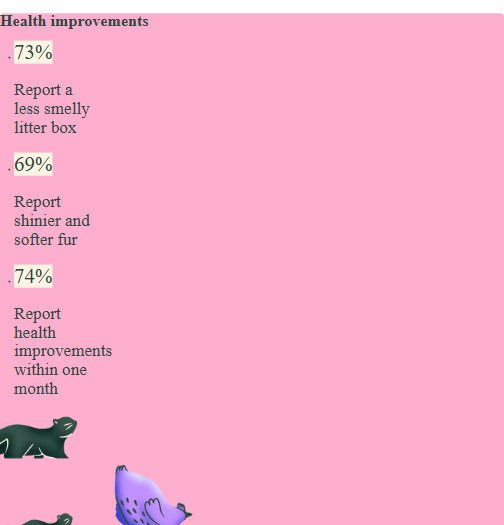 Health improvements
. 73%
Report a
less smelly
litter box
. 69%
Report
shinier and
softer fur
. 74%
Report
health
improvements
within one
month